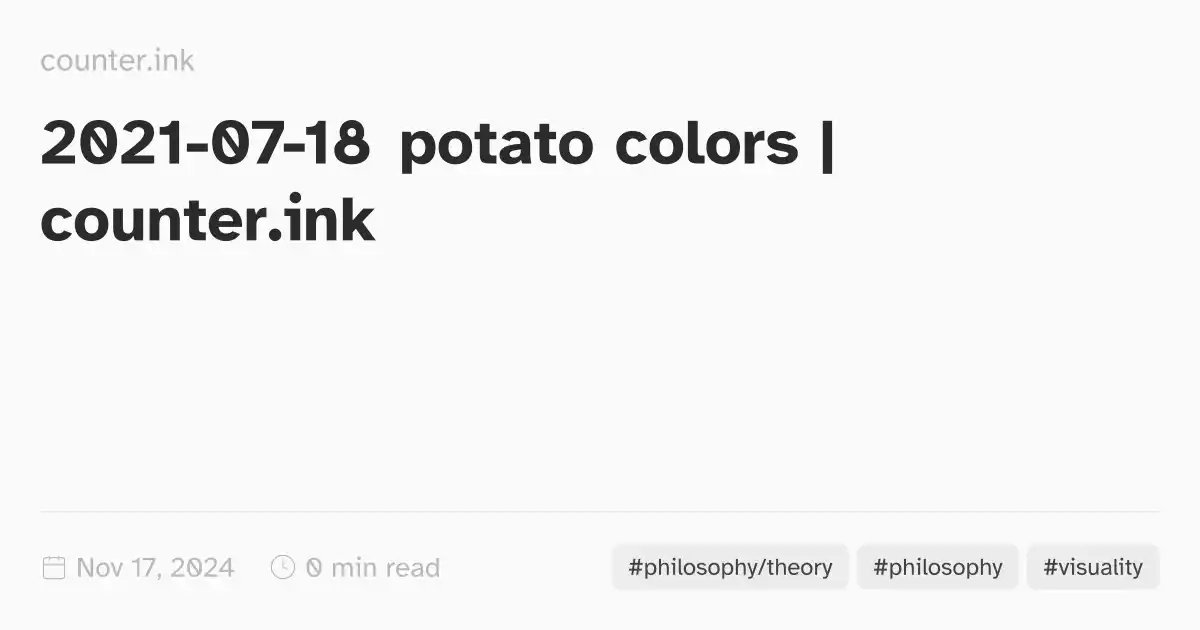 counter.ink
2021-07-18 potato colors |
counter.ink
Nov 17, 2024 0 min read #philosophy/theory #philosophy #visuality